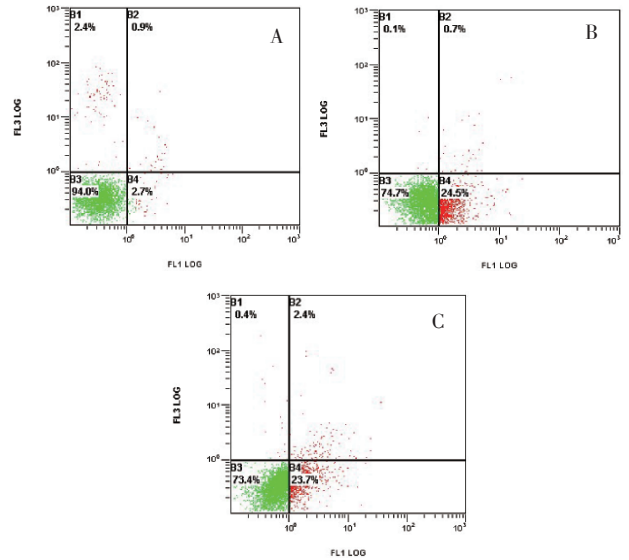 A
B1
2.4%
B2
0.9%
B3
94.0%
B4
2.7%
FL3 LOG
10³
10²
10¹
10⁰
10⁰
10¹
10²
10³
FL1 LOG
B
B1
0.1%
B2
0.7%
B3
74.7%
B4
24.5%
FL3 LOG
10³
10²
10¹
10⁰
10⁰
10¹
10²
10³
FL1 LOG
C
B1
0.4%
B2
2.4%
B3
73.4%
B4
23.7%
FL3 LOG
10³
10²
10¹
10⁰
10⁰
10¹
10²
10³
FL1 LOG